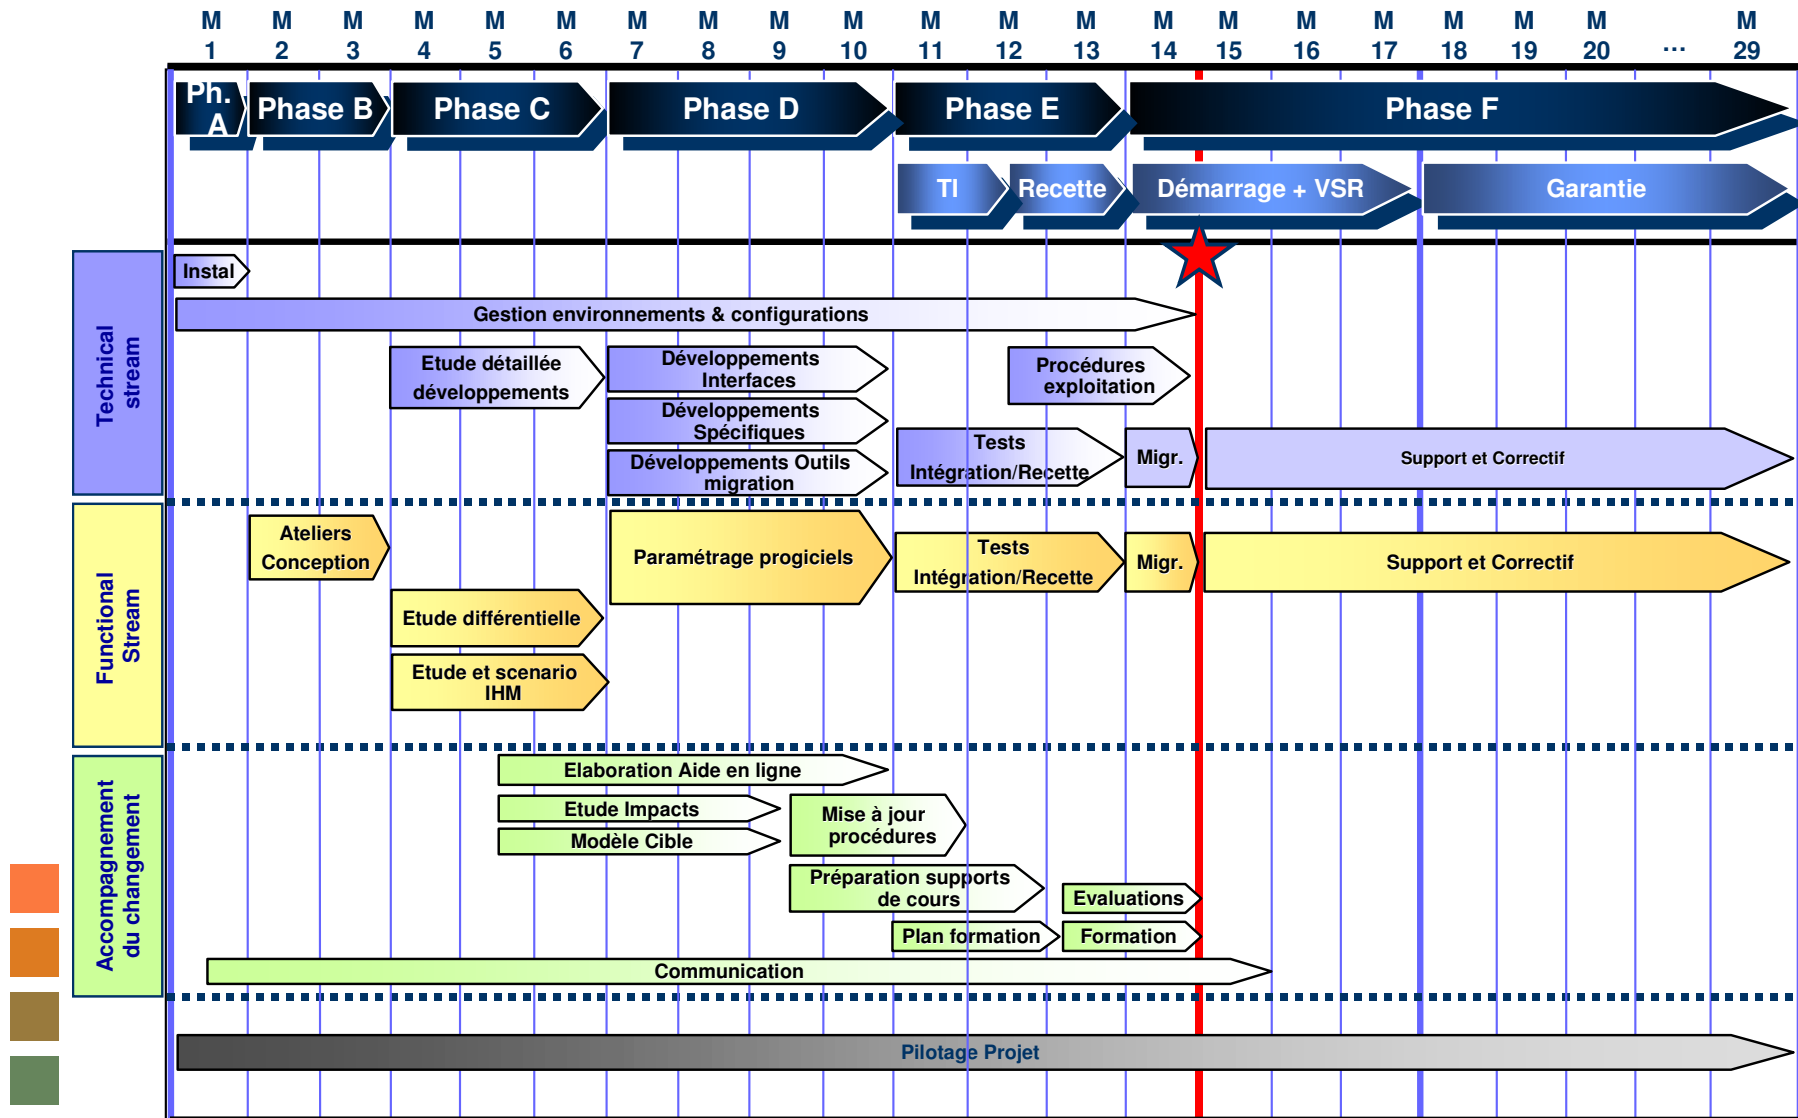 M M M M M M M M M M M M M M M M M M M M M
1 2 3 4 5 6 7 8 9 10 11 12 13 14 15 16 17 18 19 20 ... 29
Ph.
A
Phase B
Phase C
Phase D
Phase E
Phase F
TI
Recette
Démarrage + VSR
Garantie
Technical
stream
Instal
Gestion environnements & configurations
Etude détaillée
développements
Développements
Interfaces
Procédures
exploitation
Développements
Spécifiques
Développements Outils
migration
Tests
Intégration/Recette
Migr.
Support et Correctif
Functional
Stream
Ateliers
Conception
Paramétrage progiciels
Tests
Intégration/Recette
Migr.
Support et Correctif
Etude différentielle
Etude et scenario
IHM
Accompagnement
du changement
Elaboration Aide en ligne
Etude Impacts
Modèle Cible
Mise à jour
procédures
Préparation supports
de cours
Evaluations
Plan formation
Formation
Communication
Pilotage Projet